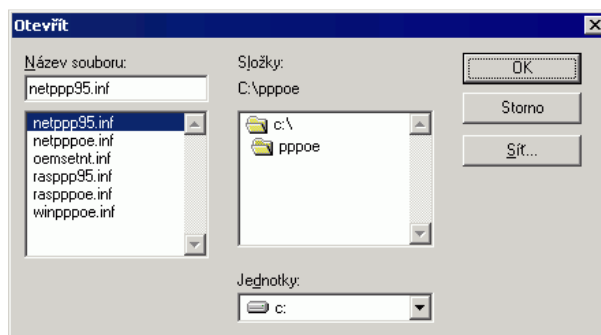 Otevřít
Název souboru:
netppp95.inf
netppp95.inf
netpppoe.inf
oemsetnt.inf
rasppp95.inf
raspppoe.inf
winpppoe.inf
Složky:
C:\pppoe
c:\
pppoe
Jednotky:
c:
OK
Storno
Síť...